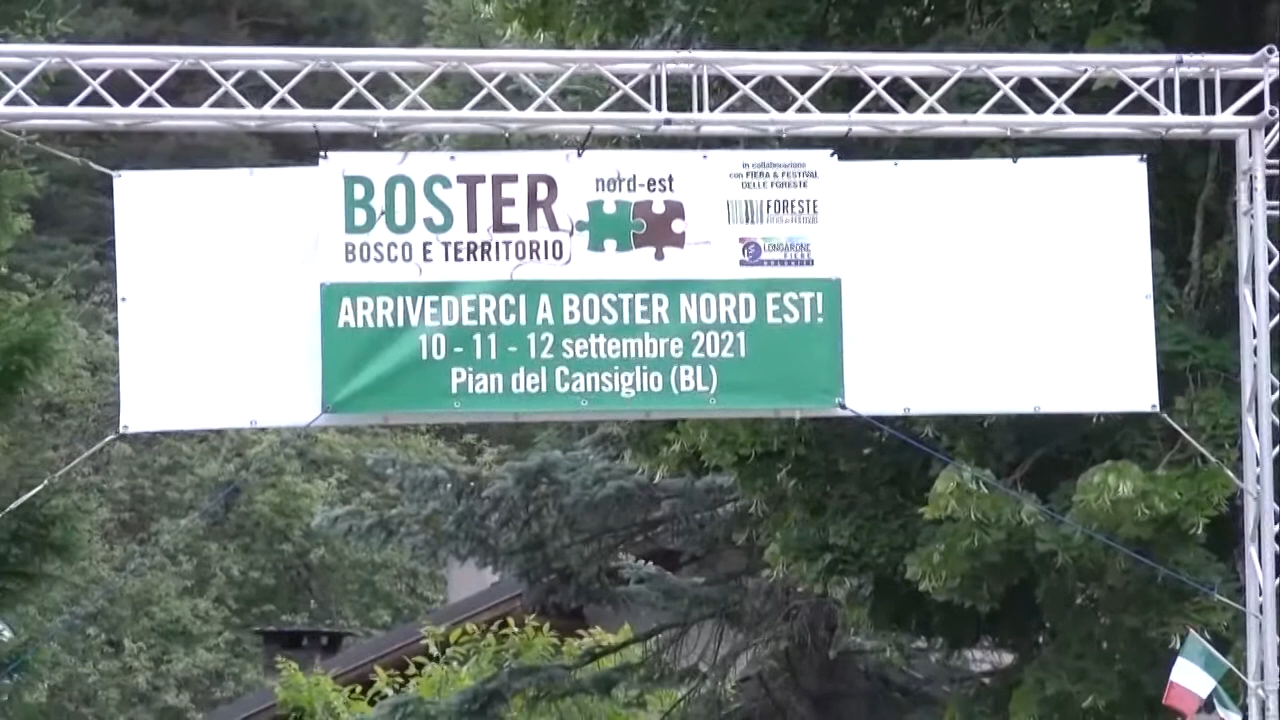 BOSTER
BOSCO E TERRITORIO
nord-est
in collaborazione
con FIERA & FESTIVAL
DELLE FORESTE
FORESTE
LONGARONE
FIERE
DOLOMITI
ARRIVEDERCI A BOSTER NORD EST!
10 - 11 - 12 settembre 2021
Pian del Cansiglio (BL)